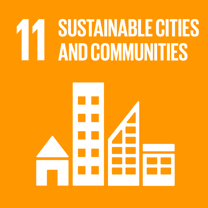 11 SUSTAINABLE CITIES
AND COMMUNITIES